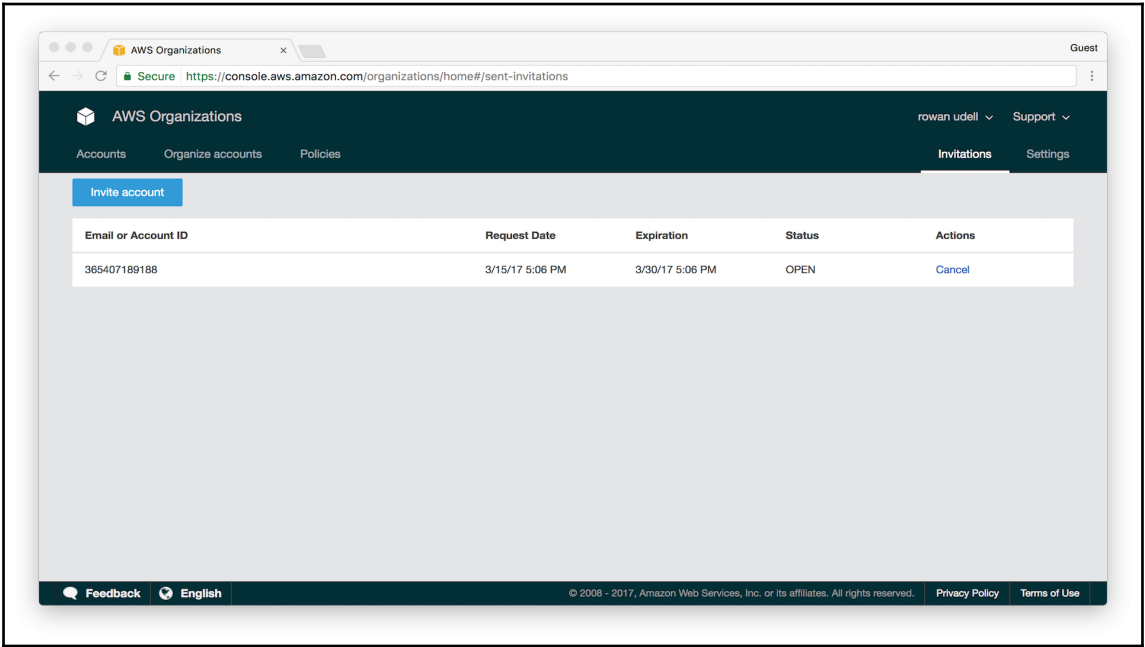 AWS Organizations
Guest
Secure https://console.aws.amazon.com/organizations/home#/sent-invitations
AWS Organizations rowan udell Support
Accounts Organize accounts Policies Invitations Settings
Invite account
Email or Account ID Request Date Expiration Status Actions
365407189188 3/15/17 5:06 PM 3/30/17 5:06 PM OPEN Cancel
Feedback English © 2008 - 2017, Amazon Web Services, Inc. or its affiliates. All rights reserved. Privacy Policy Terms of Use